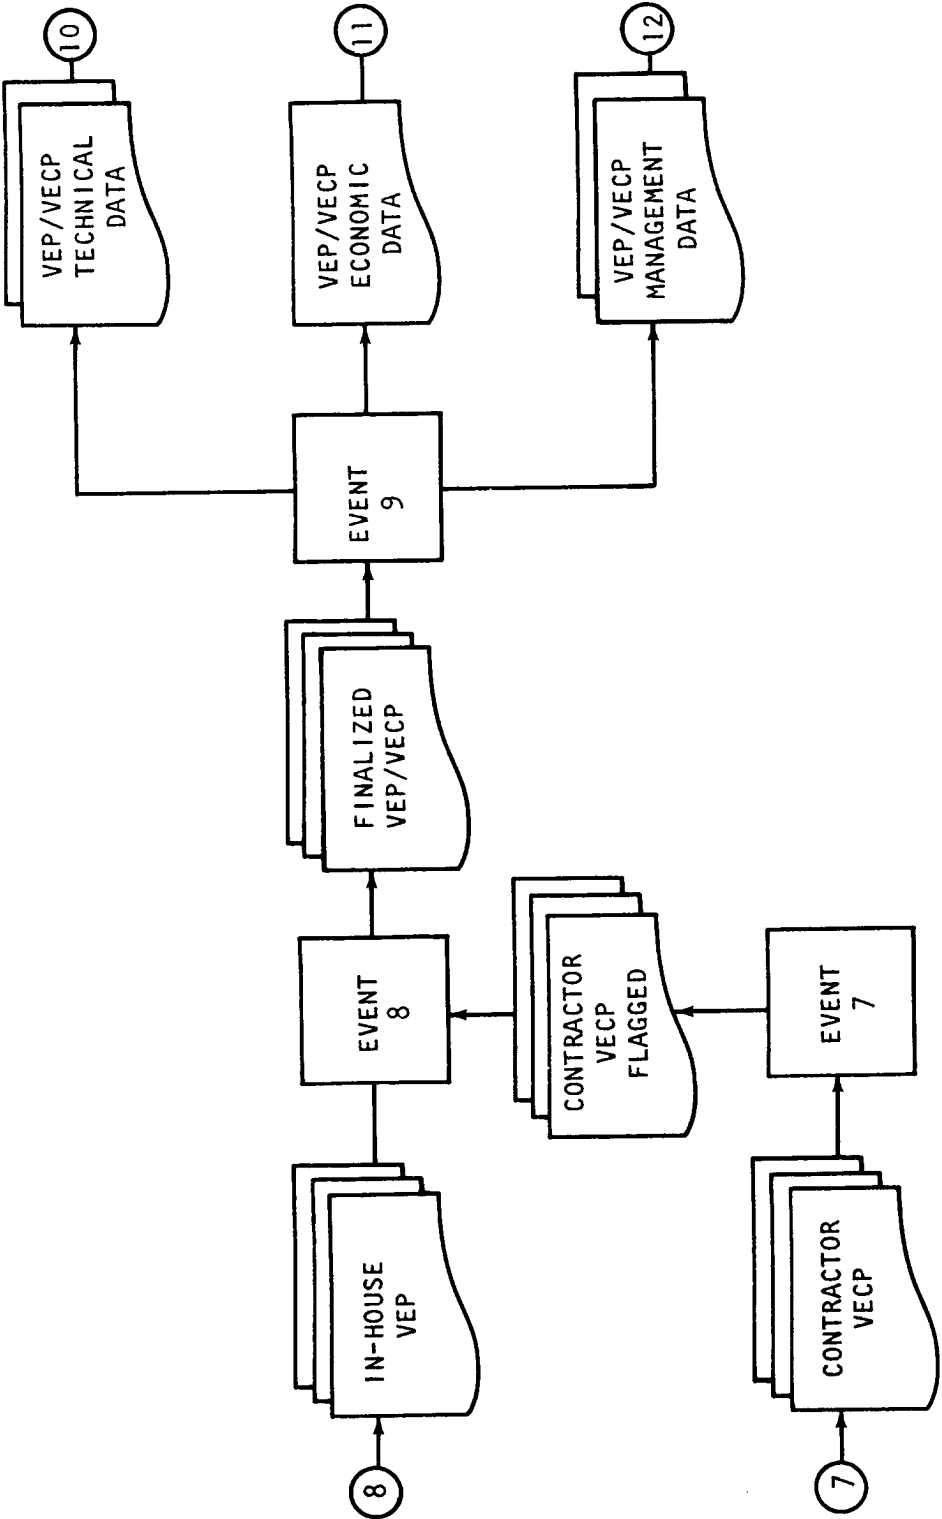 10
VEP/VECP
TECHNICAL
DATA
11
VEP/VECP
ECONOMIC
DATA
12
VEP/VECP
MANAGEMENT
DATA
EVENT
9
FINALIZED
VEP/VECP
EVENT
8
CONTRACTOR
VECP
FLAGGED
EVENT
7
IN-HOUSE
VEP
8
CONTRACTOR
VECP
7